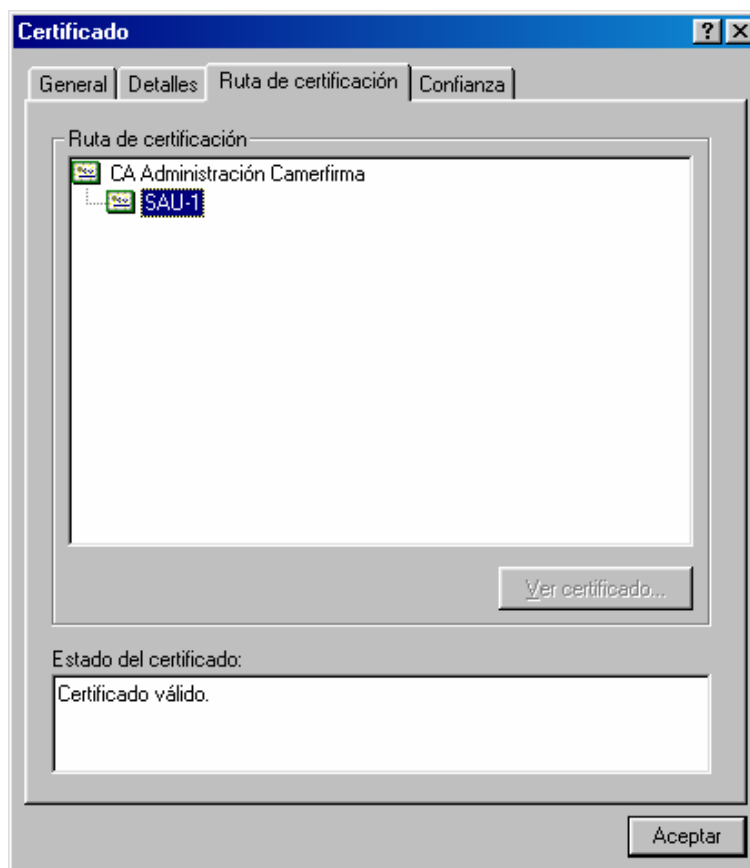 Certificado
General Detalles Ruta de certificación Confianza
Ruta de certificación
CA Administración Camerfirma
SAU-1
Ver certificado...
Estado del certificado:
Certificado válido.
Aceptar